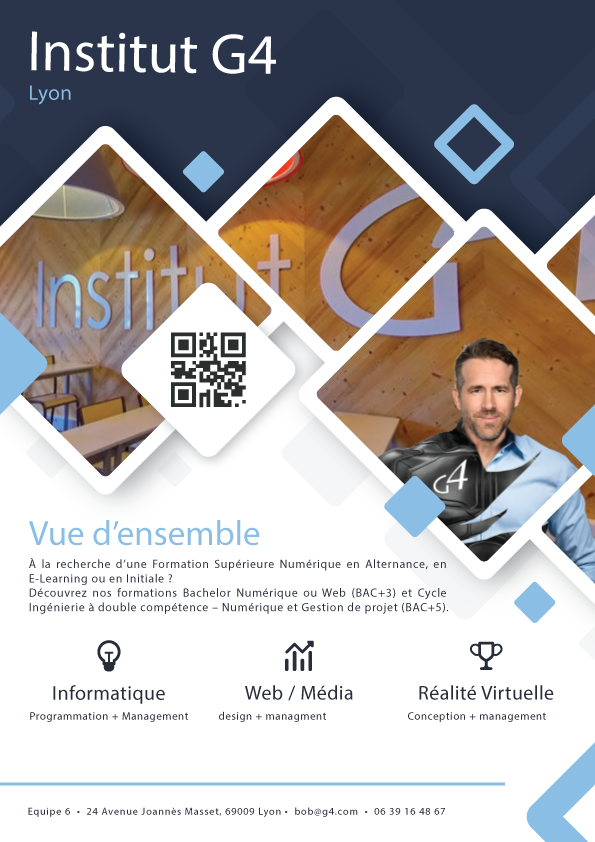 Institut G4
Lyon
Institut G
G4
Vue d’ensemble
À la recherche d’une Formation Supérieure Numérique en Alternance, en
E-Learning ou en Initiale ?
Découvrez nos formations Bachelor Numérique ou Web (BAC+3) et Cycle
Ingénierie à double compétence – Numérique et Gestion de projet (BAC+5).
Informatique
Web / Média
Réalité Virtuelle
Programmation + Management
design + managment
Conception + management
Equipe 6 • 24 Avenue Joannès Masset, 69009 Lyon • bob@g4.com • 06 39 16 48 67